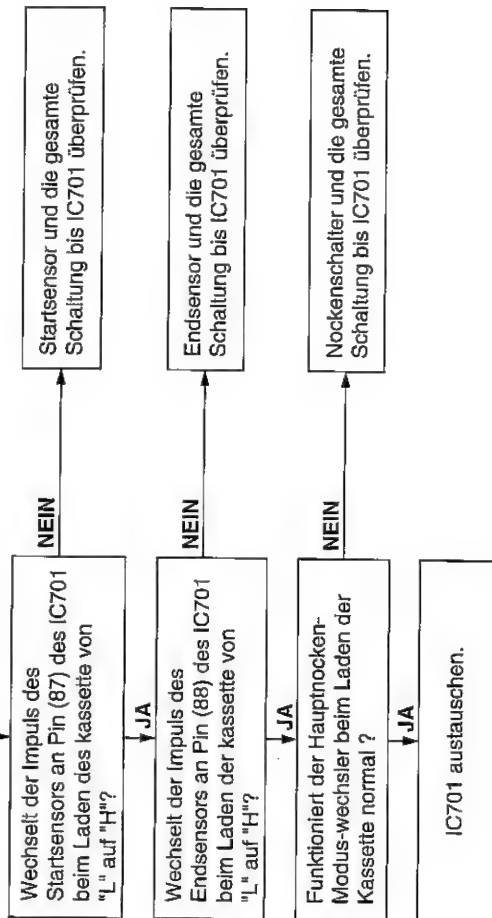 Wechselt der Impuls des
Startsensors an Pin (87) des IC701
beim Laden des kassette von
"L" auf "H"?
NEIN
Startsensor und die gesamte
Schaltung bis IC701 überprüfen.
JA
Wechselt der Impuls des
Endsensors an Pin (88) des IC701
beim Laden der kassette von
"L" auf "H"?
NEIN
Endsensor und die gesamte
Schaltung bis IC701 überprüfen.
JA
Funktioniert der Hauptnocken-
Modus-wechsler beim Laden der
Kassette normal ?
NEIN
Nockenschalter und die gesamte
Schaltung bis IC701 überprüfen.
JA
IC701 austauschen.